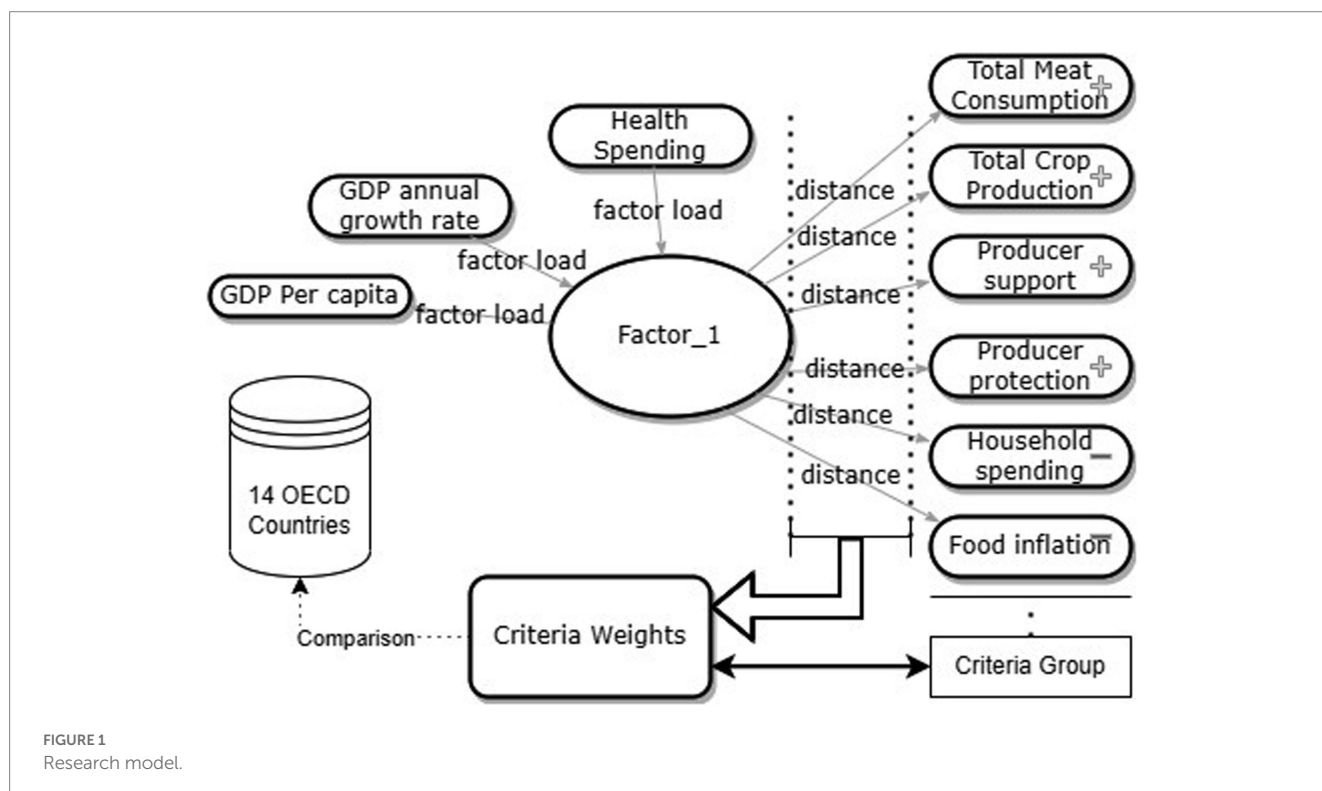 Total Meat
Consumption
Health
Spending
Total Crop
Production
distance
GDP annual
growth rate
factor load
distance
Producer
support
factor load
GDP Per capita
distance
factor load
Factor_1
Producer
protection
distance
distance
Household
spending
distance
14 OECD
Countries
Food inflation
Comparison
Criteria Weights
Criteria Group
FIGURE 1
Research model.